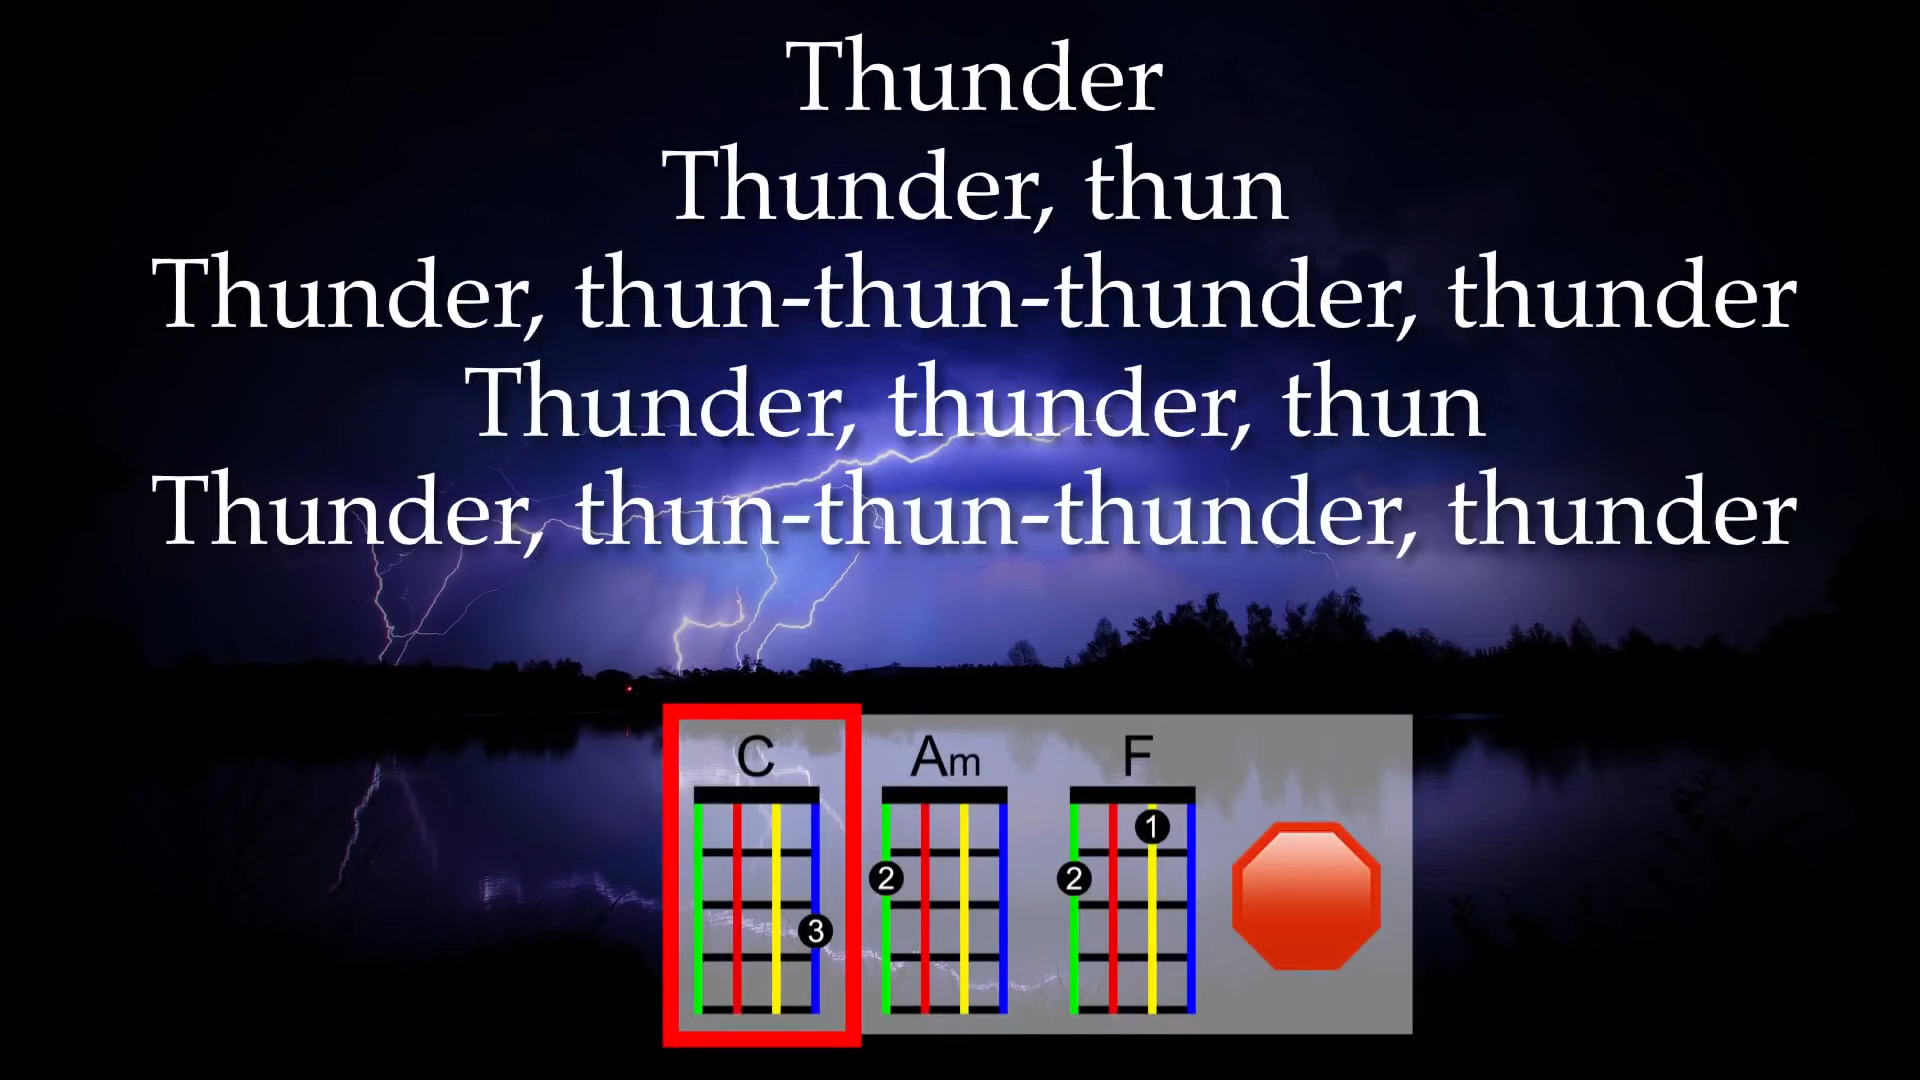 Thunder
Thunder, thun
Thunder, thun-thun-thunder, thunder
Thunder, thunder, thun
Thunder, thun-thun-thunder, thunder
C Am F
1
2 2
3